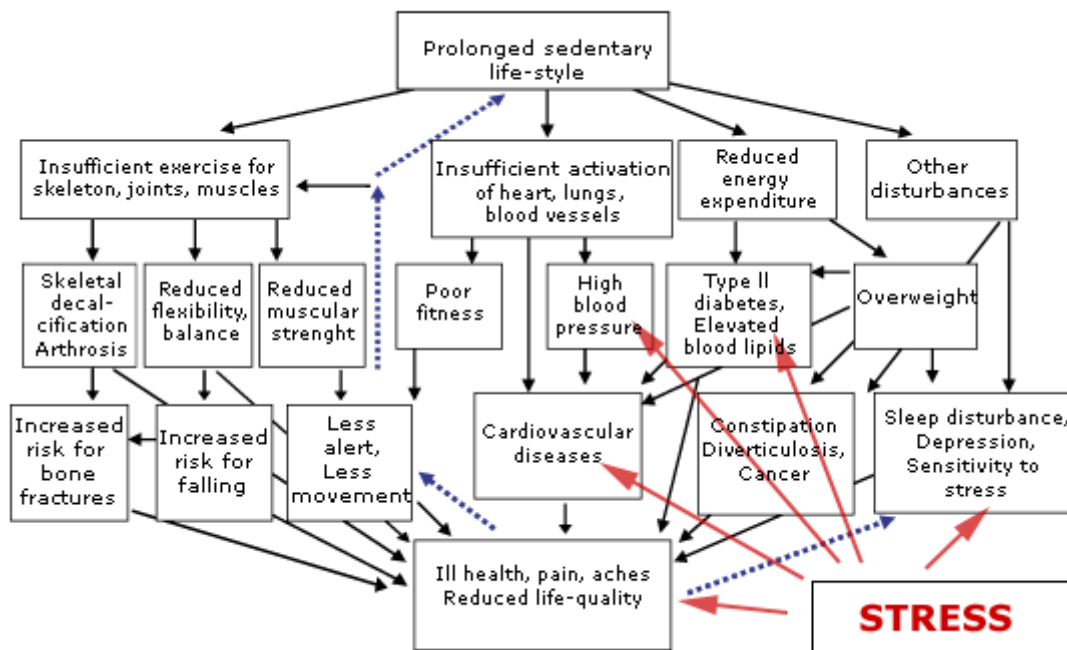 Prolonged sedentary
life-style
Insufficient exercise for
skeleton, joints, muscles
Insufficient activation
of heart, lungs,
blood vessels
Reduced
energy
expenditure
Other
disturbances
Skeletal
decal-
cification
Arthrosis
Reduced
flexibility,
balance
Reduced
muscular
strenght
Poor
fitness
High
blood
pressure
Type II
diabetes,
Elevated
blood lipids
Overweight
Increased
risk for
bone
fractures
Increased
risk for
falling
Less
alert,
Less
movement
Cardiovascular
diseases
Constipation
Diverticulosis,
Cancer
Sleep disturbance,
Depression,
Sensitivity to
stress
Ill health, pain, aches
Reduced life-quality
STRESS